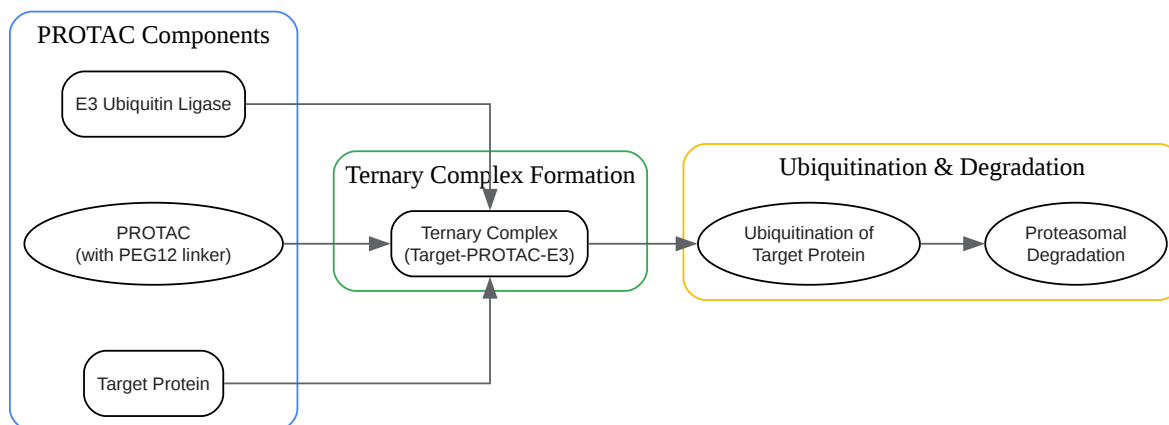 PROTAC Components
E3 Ubiquitin Ligase
PROTAC
(with PEG12 linker)
Target Protein
Ternary Complex Formation
Ternary Complex
(Target-PROTAC-E3)
Ubiquitination & Degradation
Ubiquitination of
Target Protein
Proteasomal
Degradation